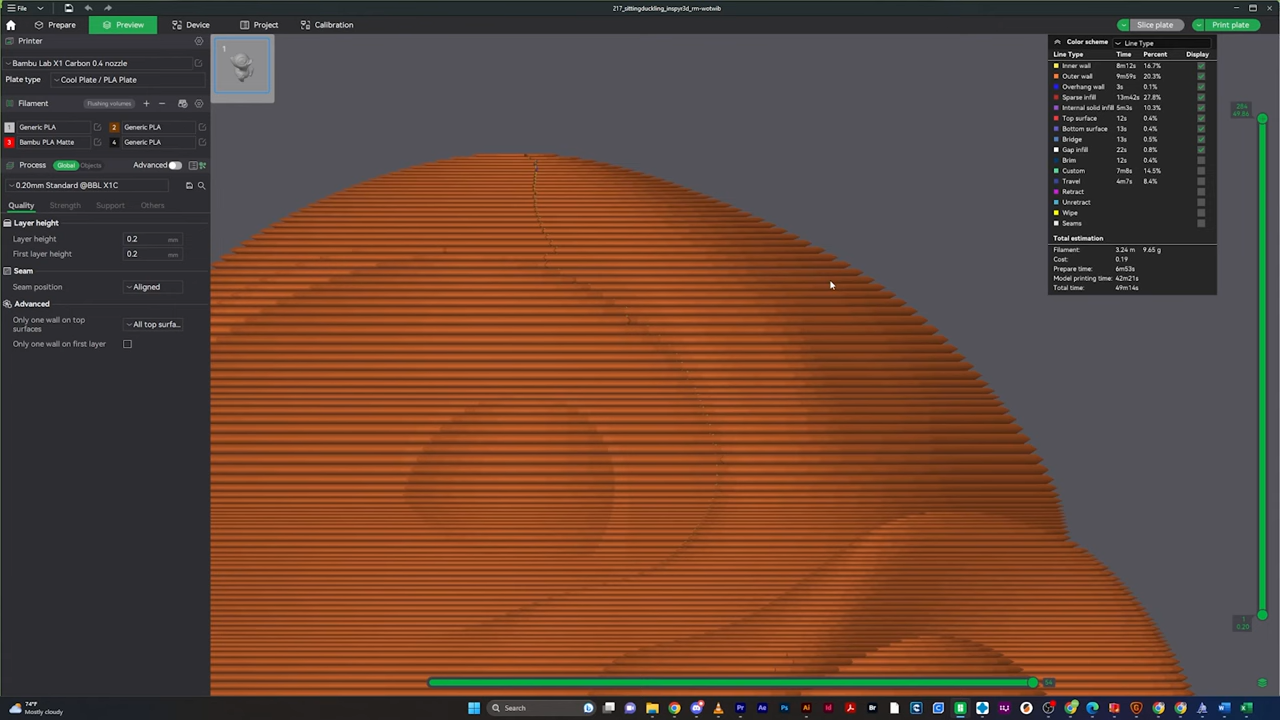 File
217_sittingduckling_inspyr3d_rm-wotwib
Prepare
Preview
Device
Project
Calibration
Slice plate
Print plate
Printer
Bambu Lab X1 Carbon 0.4 nozzle
Plate type
Cool Plate / PLA Plate
Filament
Flushing volumes
1 Generic PLA
2 Generic PLA
3 Bambu PLA Matte
4 Generic PLA
Process
Global
Objects
Advanced
0.20mm Standard @BBL X1C
Quality
Strength
Support
Others
Layer height
Layer height
0.2
mm
First layer height
0.2
mm
Seam
Seam position
Aligned
Advanced
Only one wall on top
surfaces
All top surfa...
Only one wall on first layer
1
Color scheme
Line Type
Line Type Time Percent Display
Inner wall 8m12s 16.7%
Outer wall 9m59s 20.3%
Overhang wall 3s 0.1%
Sparse infill 13m42s 27.8%
Internal solid infill 5m3s 10.3%
Top surface 12s 0.4%
Bottom surface 13s 0.4%
Bridge 13s 0.5%
Gap infill 22s 0.8%
Brim 12s 0.4%
Custom 7m8s 14.5%
Travel 4m7s 8.4%
Retract
Unretract
Wipe
Seams
Total estimation
Filament: 3.24 m 9.65 g
Cost: 0.19
Prepare time: 6m53s
Model printing time: 42m21s
Total time: 49m14s
1
0.20
54
74°F
Mostly cloudy
Search